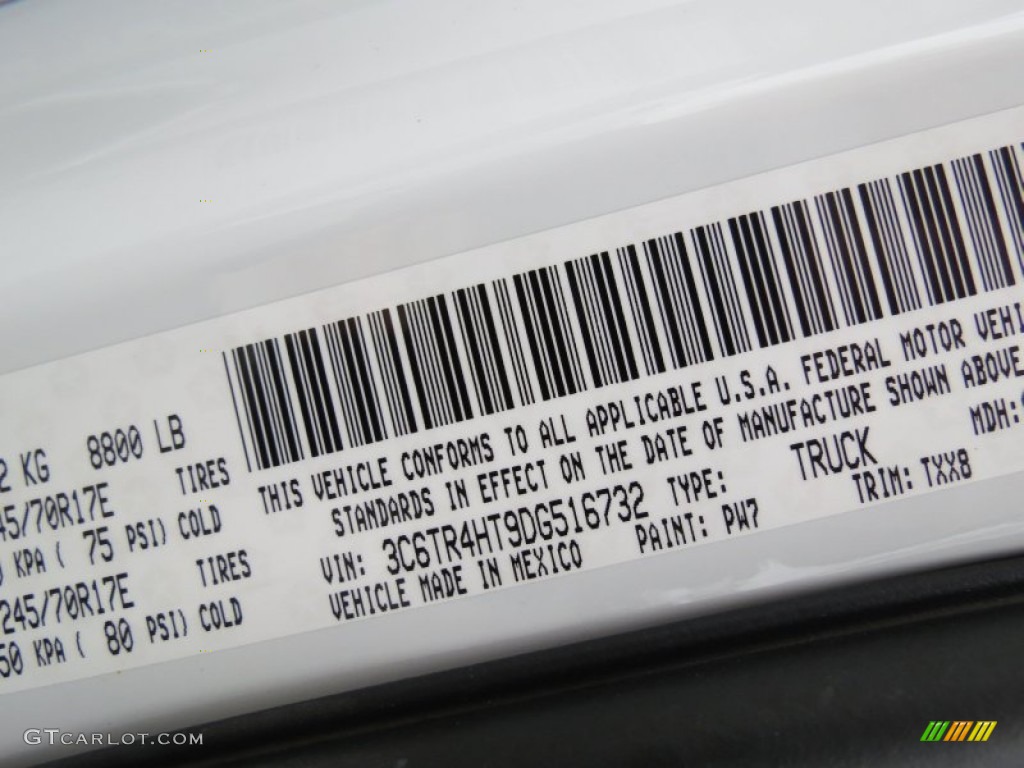 2 KG 8800 LB
45/70R17E TIRES
KPA ( 75 PSI) COLD
245/70R17E TIRES
50 KPA ( 80 PSI) COLD
THIS VEHICLE CONFORMS TO ALL APPLICABLE U.S.A. FEDERAL MOTOR VEHI
STANDARDS IN EFFECT ON THE DATE OF MANUFACTURE SHOWN ABOVE
VIN: 3C6TR4HT9DG516732 TYPE: TRUCK MDH:
VEHICLE MADE IN MEXICO PAINT: PW7 TRIM: TXX8
GTCARLOT.COM